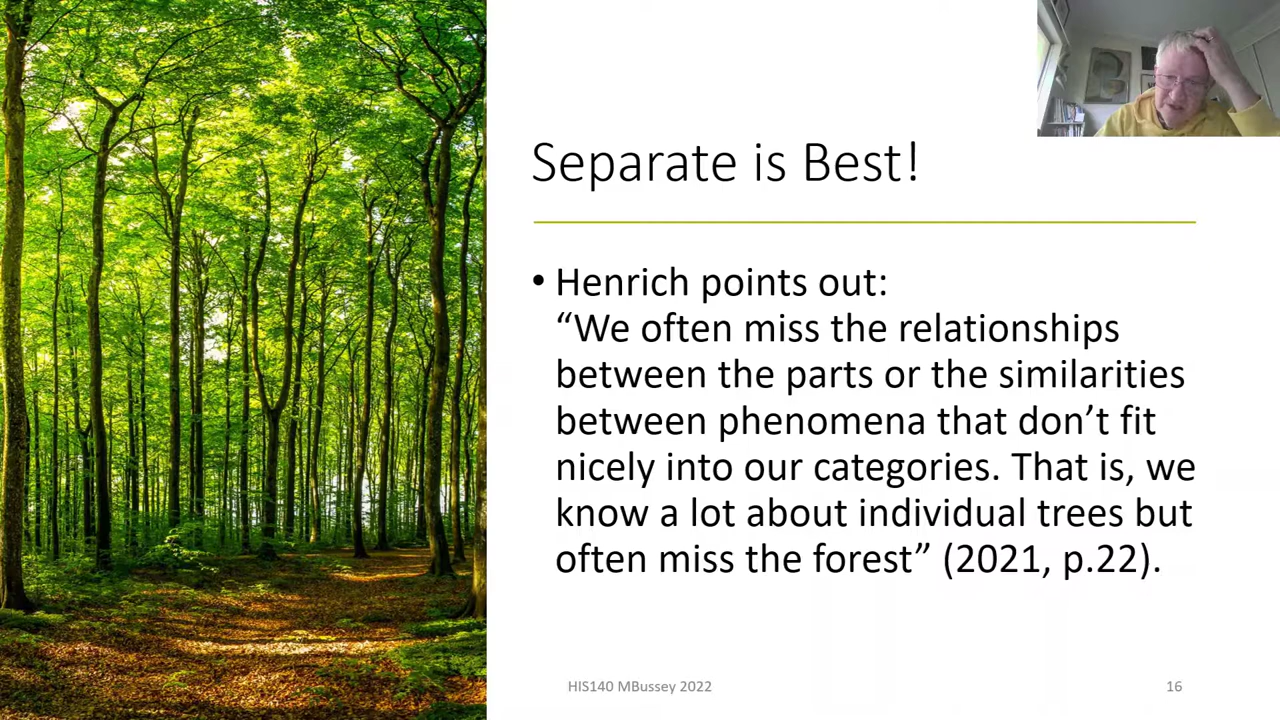 Separate is Best!
• Henrich points out:
“We often miss the relationships
between the parts or the similarities
between phenomena that don’t fit
nicely into our categories. That is, we
know a lot about individual trees but
often miss the forest” (2021, p.22).
HIS140 MBussey 2022
16